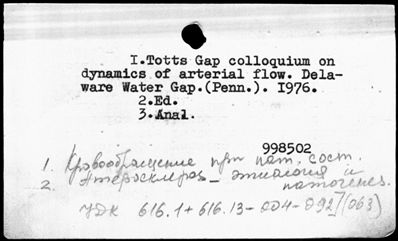 I.Totts Gap colloquium on
dynamics of arterial flow. Dela-
ware Water Gap.(Penn.). I976.
2.Ed.
3.Anal.
998502
1. Кровообращение при пат. сост.
2. Атеросклероз – этиология и
патогенез.
УДК 616.1+616.13-004-092/(063)